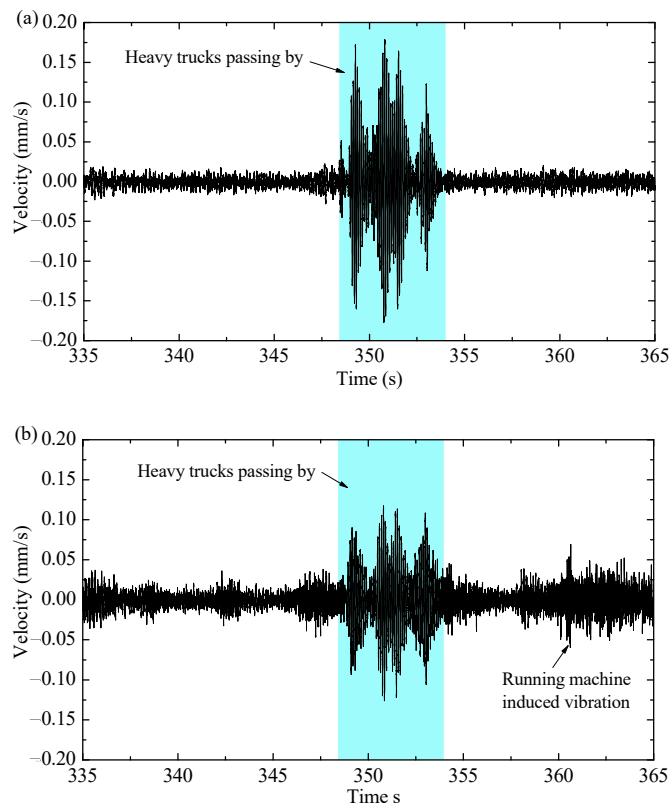 (a)
0.20
0.15
0.10
0.05
0.00
−0.05
−0.10
−0.15
−0.20
Velocity (mm/s)
Heavy trucks passing by
335 340 345 350 355 360 365
Time (s)
(b)
0.20
0.15
0.10
0.05
0.00
−0.05
−0.10
−0.15
−0.20
Velocity (mm/s)
Heavy trucks passing by
Running machine
induced vibration
335 340 345 350 355 360 365
Time s